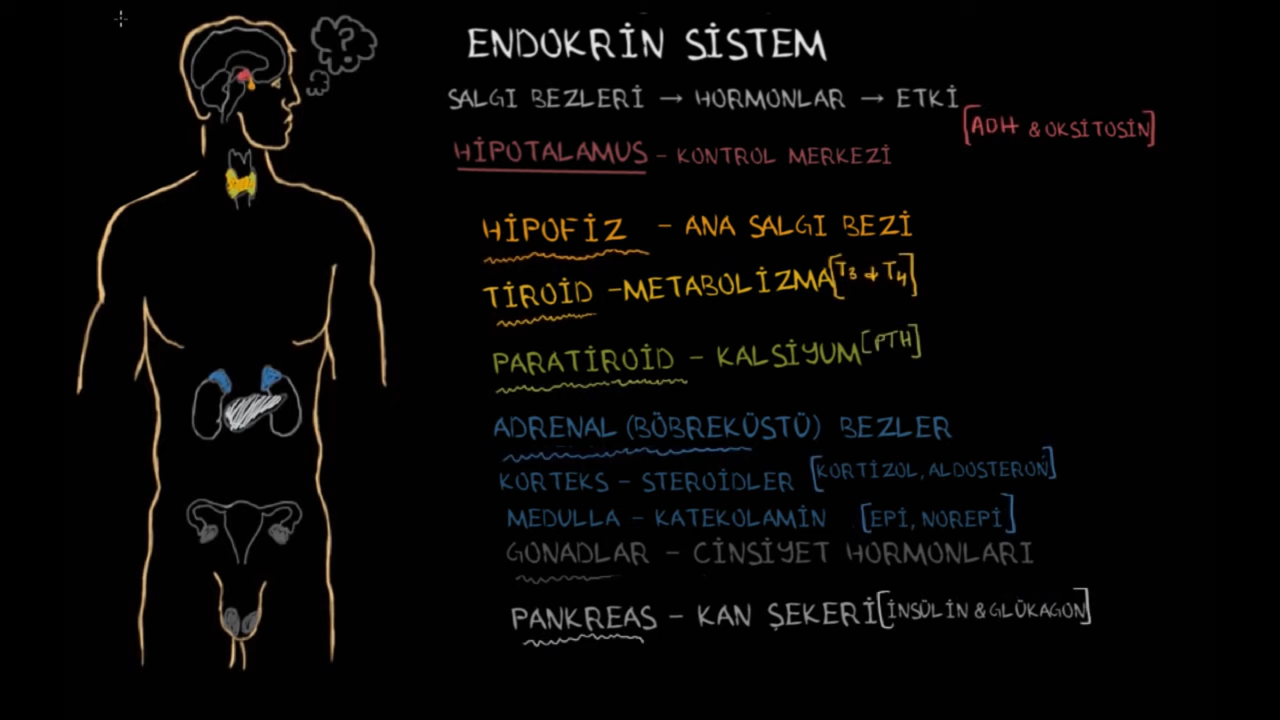 ?
ENDOKRİN SİSTEM
SALGI BEZLERİ → HORMONLAR → ETKİ
[ADH & OKSİTOSİN]
HİPOTALAMUS - KONTROL MERKEZİ
HİPOFİZ - ANA SALGI BEZİ
TİROİD - METABOLİZMA [T3 & T4]
PARATİROİD - KALSİYUM [PTH]
ADRENAL (BÖBREKÜSTÜ) BEZLER
KORTEKS - STEROİDLER [KORTİZOL, ALDOSTERON]
MEDULLA - KATEKOLAMİN [EPİ, NOREPİ]
GONADLAR - CİNSİYET HORMONLARI
PANKREAS - KAN ŞEKERİ [İNSÜLİN & GLÜKAGON]